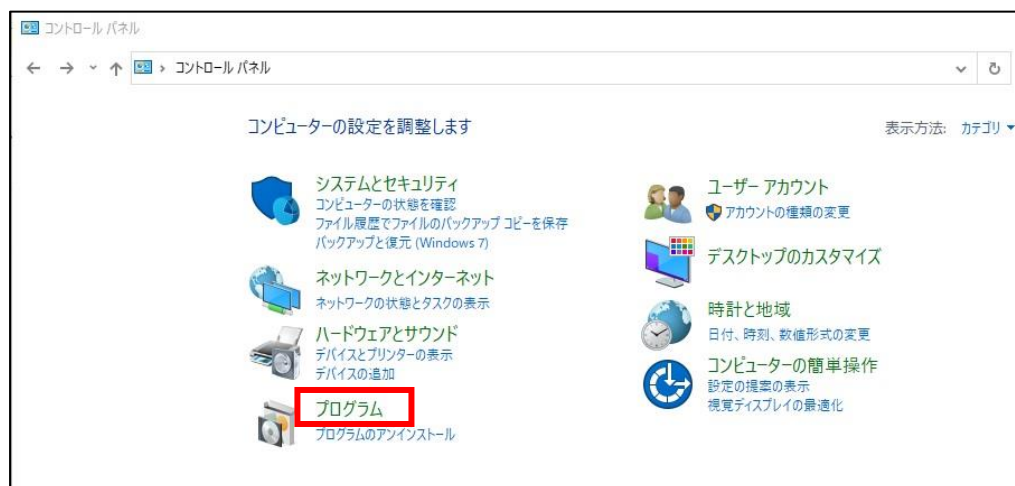 コントロール パネル
コントロール パネル
コンピューターの設定を調整します
表示方法: カテゴリ
システムとセキュリティ
コンピューターの状態を確認
ファイル履歴でファイルのバックアップ コピーを保存
バックアップと復元 (Windows 7)
ネットワークとインターネット
ネットワークの状態とタスクの表示
ハードウェアとサウンド
デバイスとプリンターの表示
デバイスの追加
プログラム
プログラムのアンインストール
ユーザー アカウント
アカウントの種類の変更
デスクトップのカスタマイズ
時計と地域
日付、時刻、数値形式の変更
コンピューターの簡単操作
設定の提案の表示
視覚ディスプレイの最適化